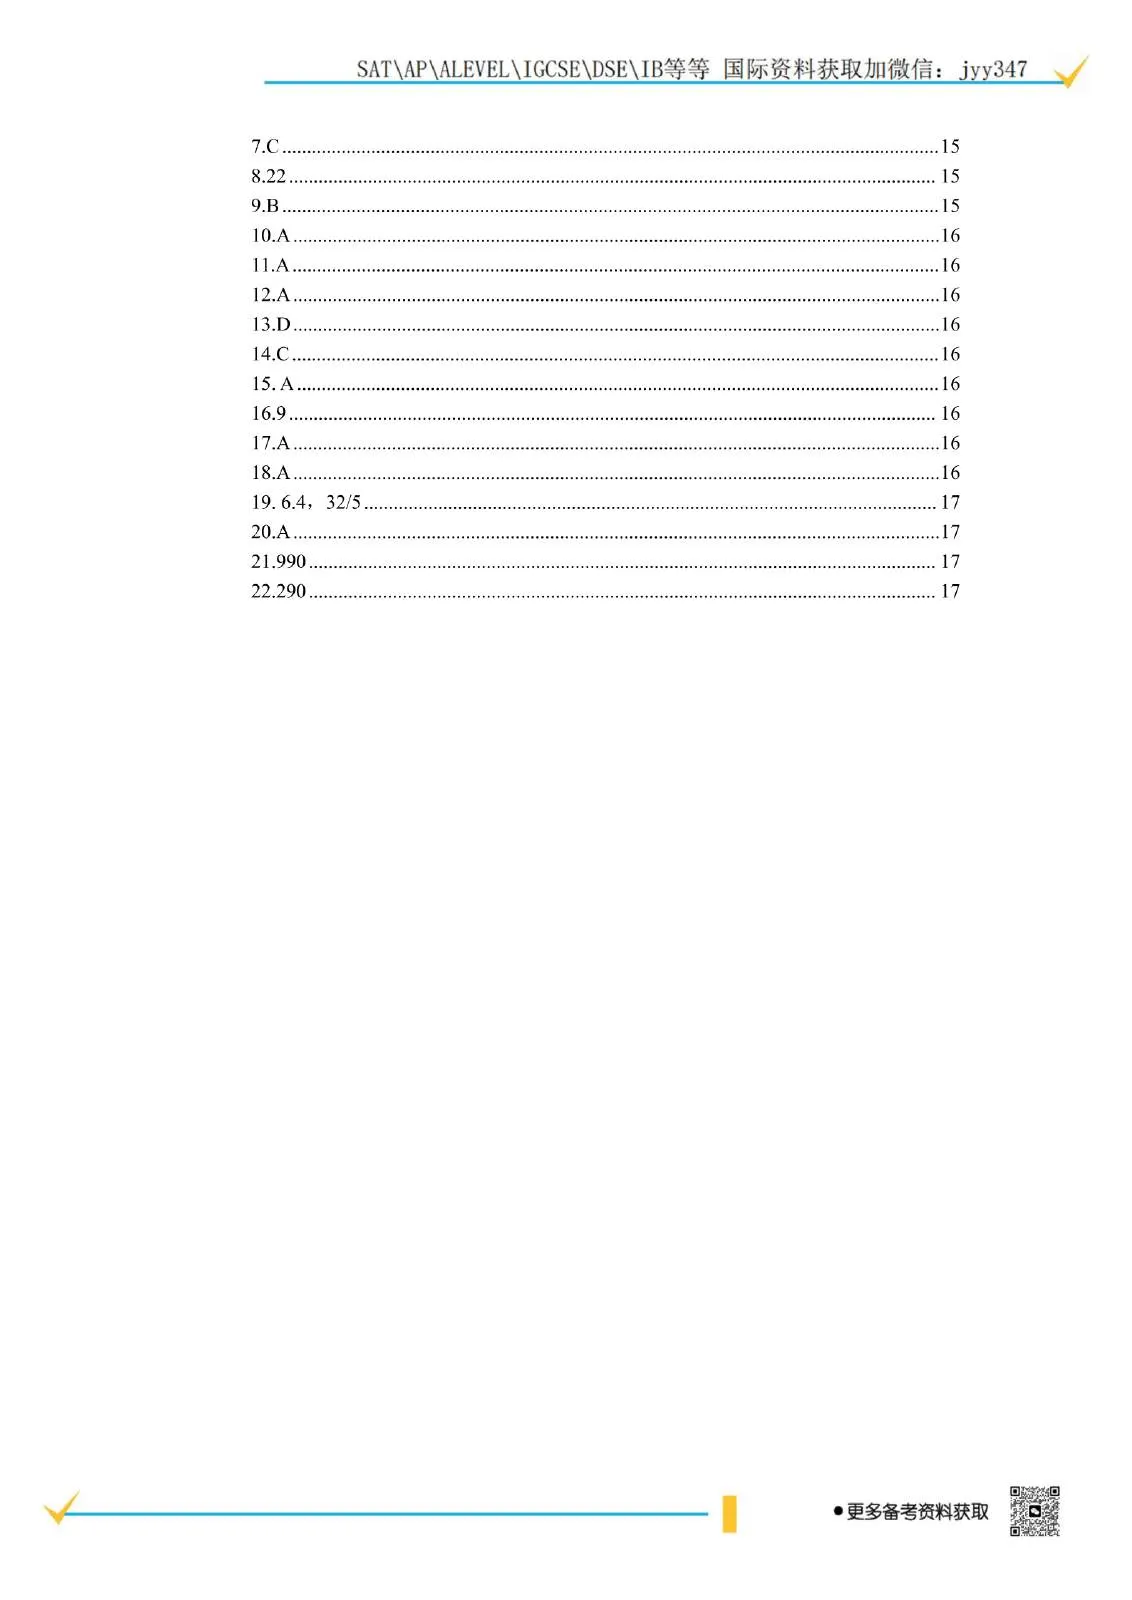 SAT\AP\ALEVEL\IGCSE\DSE\IB等等 国际资料获取加微信：jyy347
7.C........................................15
8.22........................................ 15
9.B........................................15
10.A........................................16
11.A........................................16
12.A........................................16
13.D........................................16
14.C........................................16
15. A........................................16
16.9........................................ 16
17.A........................................16
18.A........................................16
19. 6.4，32/5........................................ 17
20.A........................................17
21.990........................................ 17
22.290........................................ 17
●更多备考资料获取